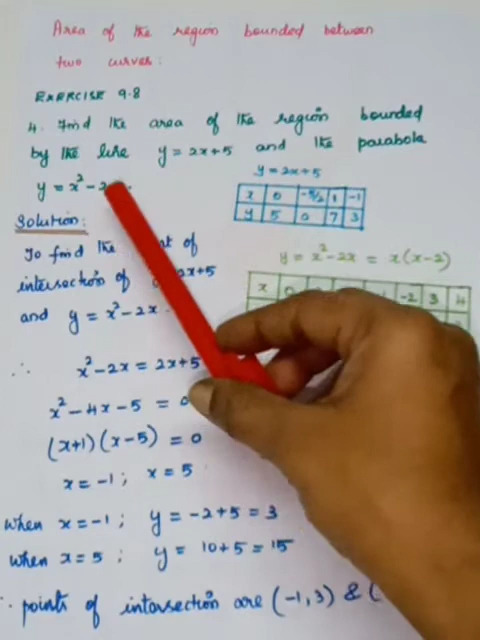 Area of the region bounded between
two curves:
EXERCISE 9.8
4. Find the area of the region bounded
by the line y = 2x+5 and the parabola
y = x² - 2
y = 2x+5
x 0 -5/2 1 -1
y 5 0 7 3
Solution:
To find the of
intersection of 2x+5
and y = x² - 2x
y = x² - 2x = x(x-2)
x 0 -2 3 4
∴ x² - 2x = 2x+5
x² - 4x - 5 = 0
(x+1) (x-5) = 0
x = -1 ; x = 5
when x = -1 ; y = -2+5 = 3
when x = 5 ; y = 10+5 = 15
∴ points of intersection are (-1, 3) & (